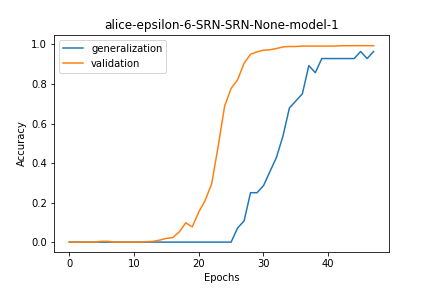 alice-epsilon-6-SRN-SRN-None-model-1
generalization
validation
1.0
0.8
0.6
0.4
0.2
0.0
Accuracy
0 10 20 30 40
Epochs